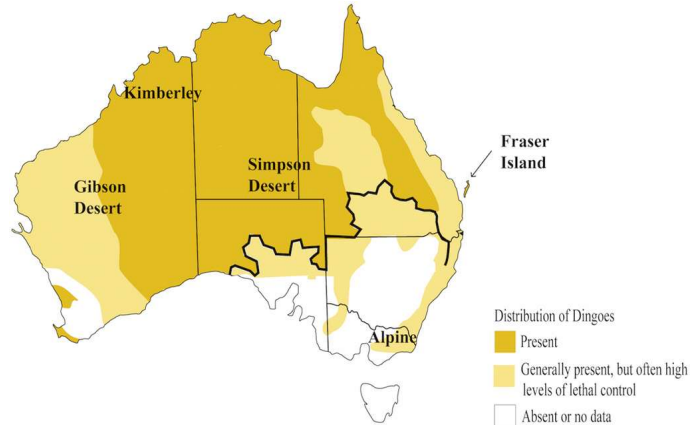 Kimberley
Fraser
Island
Simpson
Desert
Gibson
Desert
Distribution of Dingoes
Present
Generally present, but often high
levels of lethal control
Alpine
Absent or no data